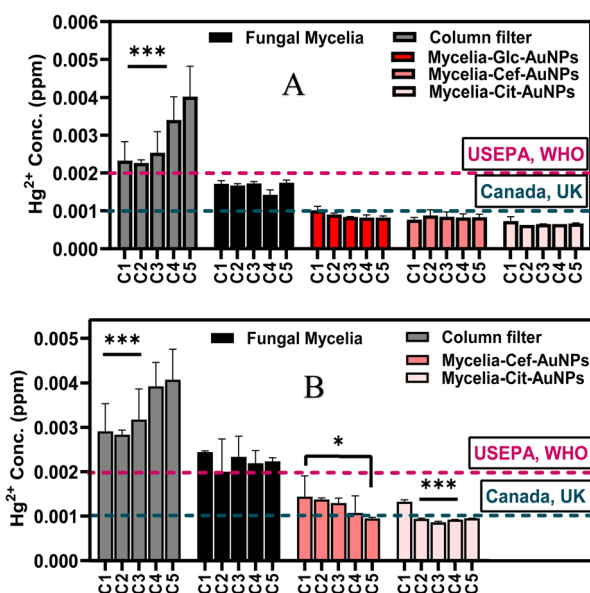 0.006
0.005
0.004
0.003
0.002
0.001
0.000
Hg2+ Conc. (ppm)
***
A
Fungal Mycelia
Column filter
Mycelia-Glc-AuNPs
Mycelia-Cef-AuNPs
Mycelia-Cit-AuNPs
USEPA, WHO
Canada, UK
C1 C2 C3 C4 C5 C1 C2 C3 C4 C5 C1 C2 C3 C4 C5 C1 C2 C3 C4 C5 C1 C2 C3 C4 C5
0.005
0.004
0.003
0.002
0.001
0.000
Hg2+ Conc. (ppm)
***
B
Fungal Mycelia
Column filter
Mycelia-Cef-AuNPs
Mycelia-Cit-AuNPs
*
***
USEPA, WHO
Canada, UK
C1 C2 C3 C4 C5 C1 C2 C3 C4 C5 C1 C2 C3 C4 C5 C1 C2 C3 C4 C5